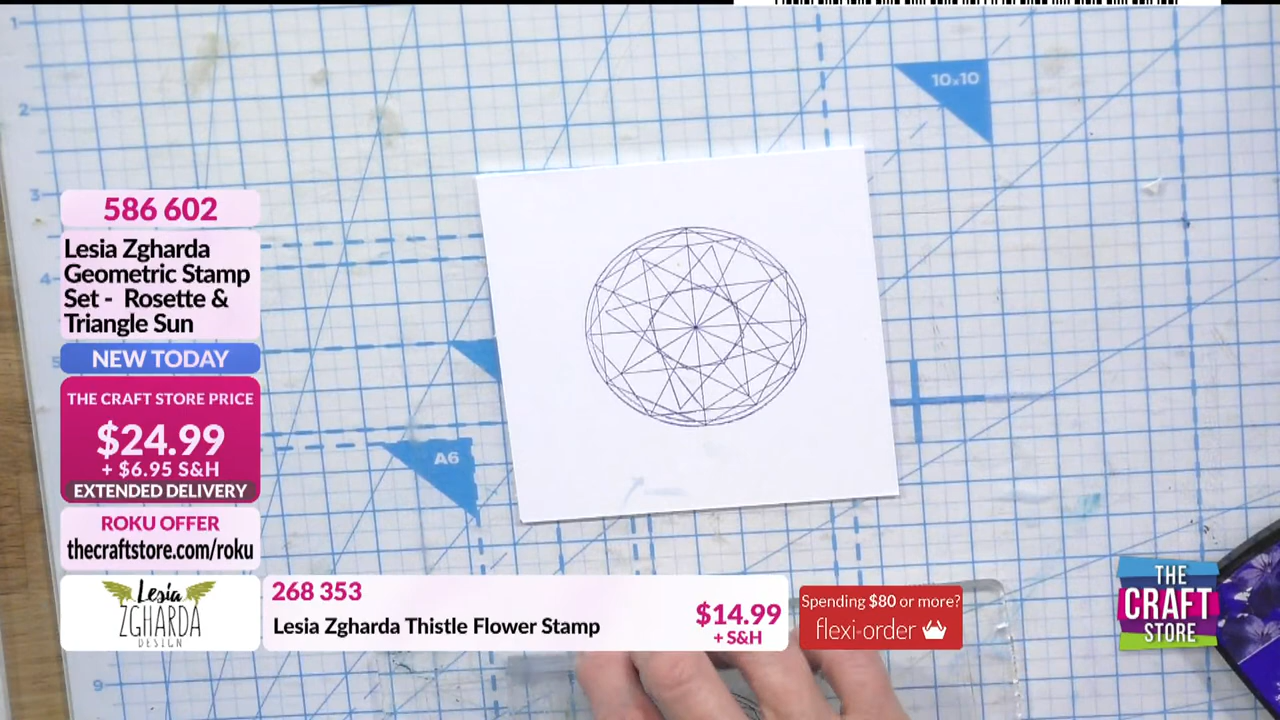 1
2
3
4
9
10x10
A6
586 602
Lesia Zgharda
Geometric Stamp
Set - Rosette &
Triangle Sun
NEW TODAY
THE CRAFT STORE PRICE
$24.99
+ $6.95 S&H
EXTENDED DELIVERY
ROKU OFFER
thecraftstore.com/roku
Lesia
ZGHARDA
DESIGN
268 353
Lesia Zgharda Thistle Flower Stamp
$14.99
+ S&H
Spending $80 or more?
flexi-order
THE
CRAFT
STORE